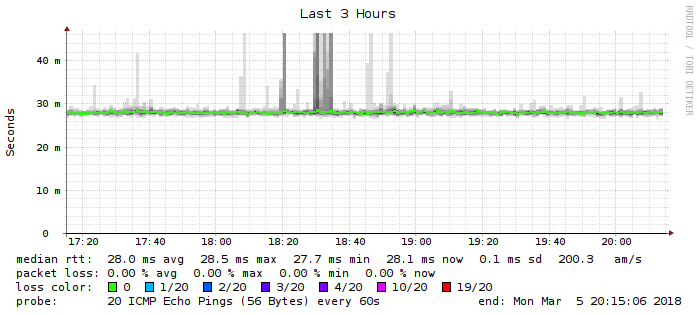 Last 3 Hours
RRDTOOL / TOBI OETIKER
Seconds
40 m
30 m
20 m
10 m
0
17:20 17:40 18:00 18:20 18:40 19:00 19:20 19:40 20:00
median rtt: 28.0 ms avg 28.5 ms max 27.7 ms min 28.1 ms now 0.1 ms sd 200.3 am/s
packet loss: 0.00 % avg 0.00 % max 0.00 % min 0.00 % now
loss color: 0 1/20 2/20 3/20 4/20 10/20 19/20
probe: 20 ICMP Echo Pings (56 Bytes) every 60s end: Mon Mar 5 20:15:06 2018